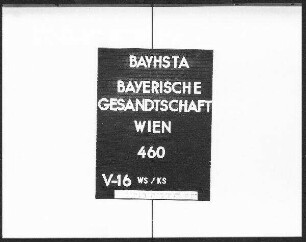 BAYHSTA
BAYERISCHE
GESANDTSCHAFT
WIEN
460
V-16 WS/KS